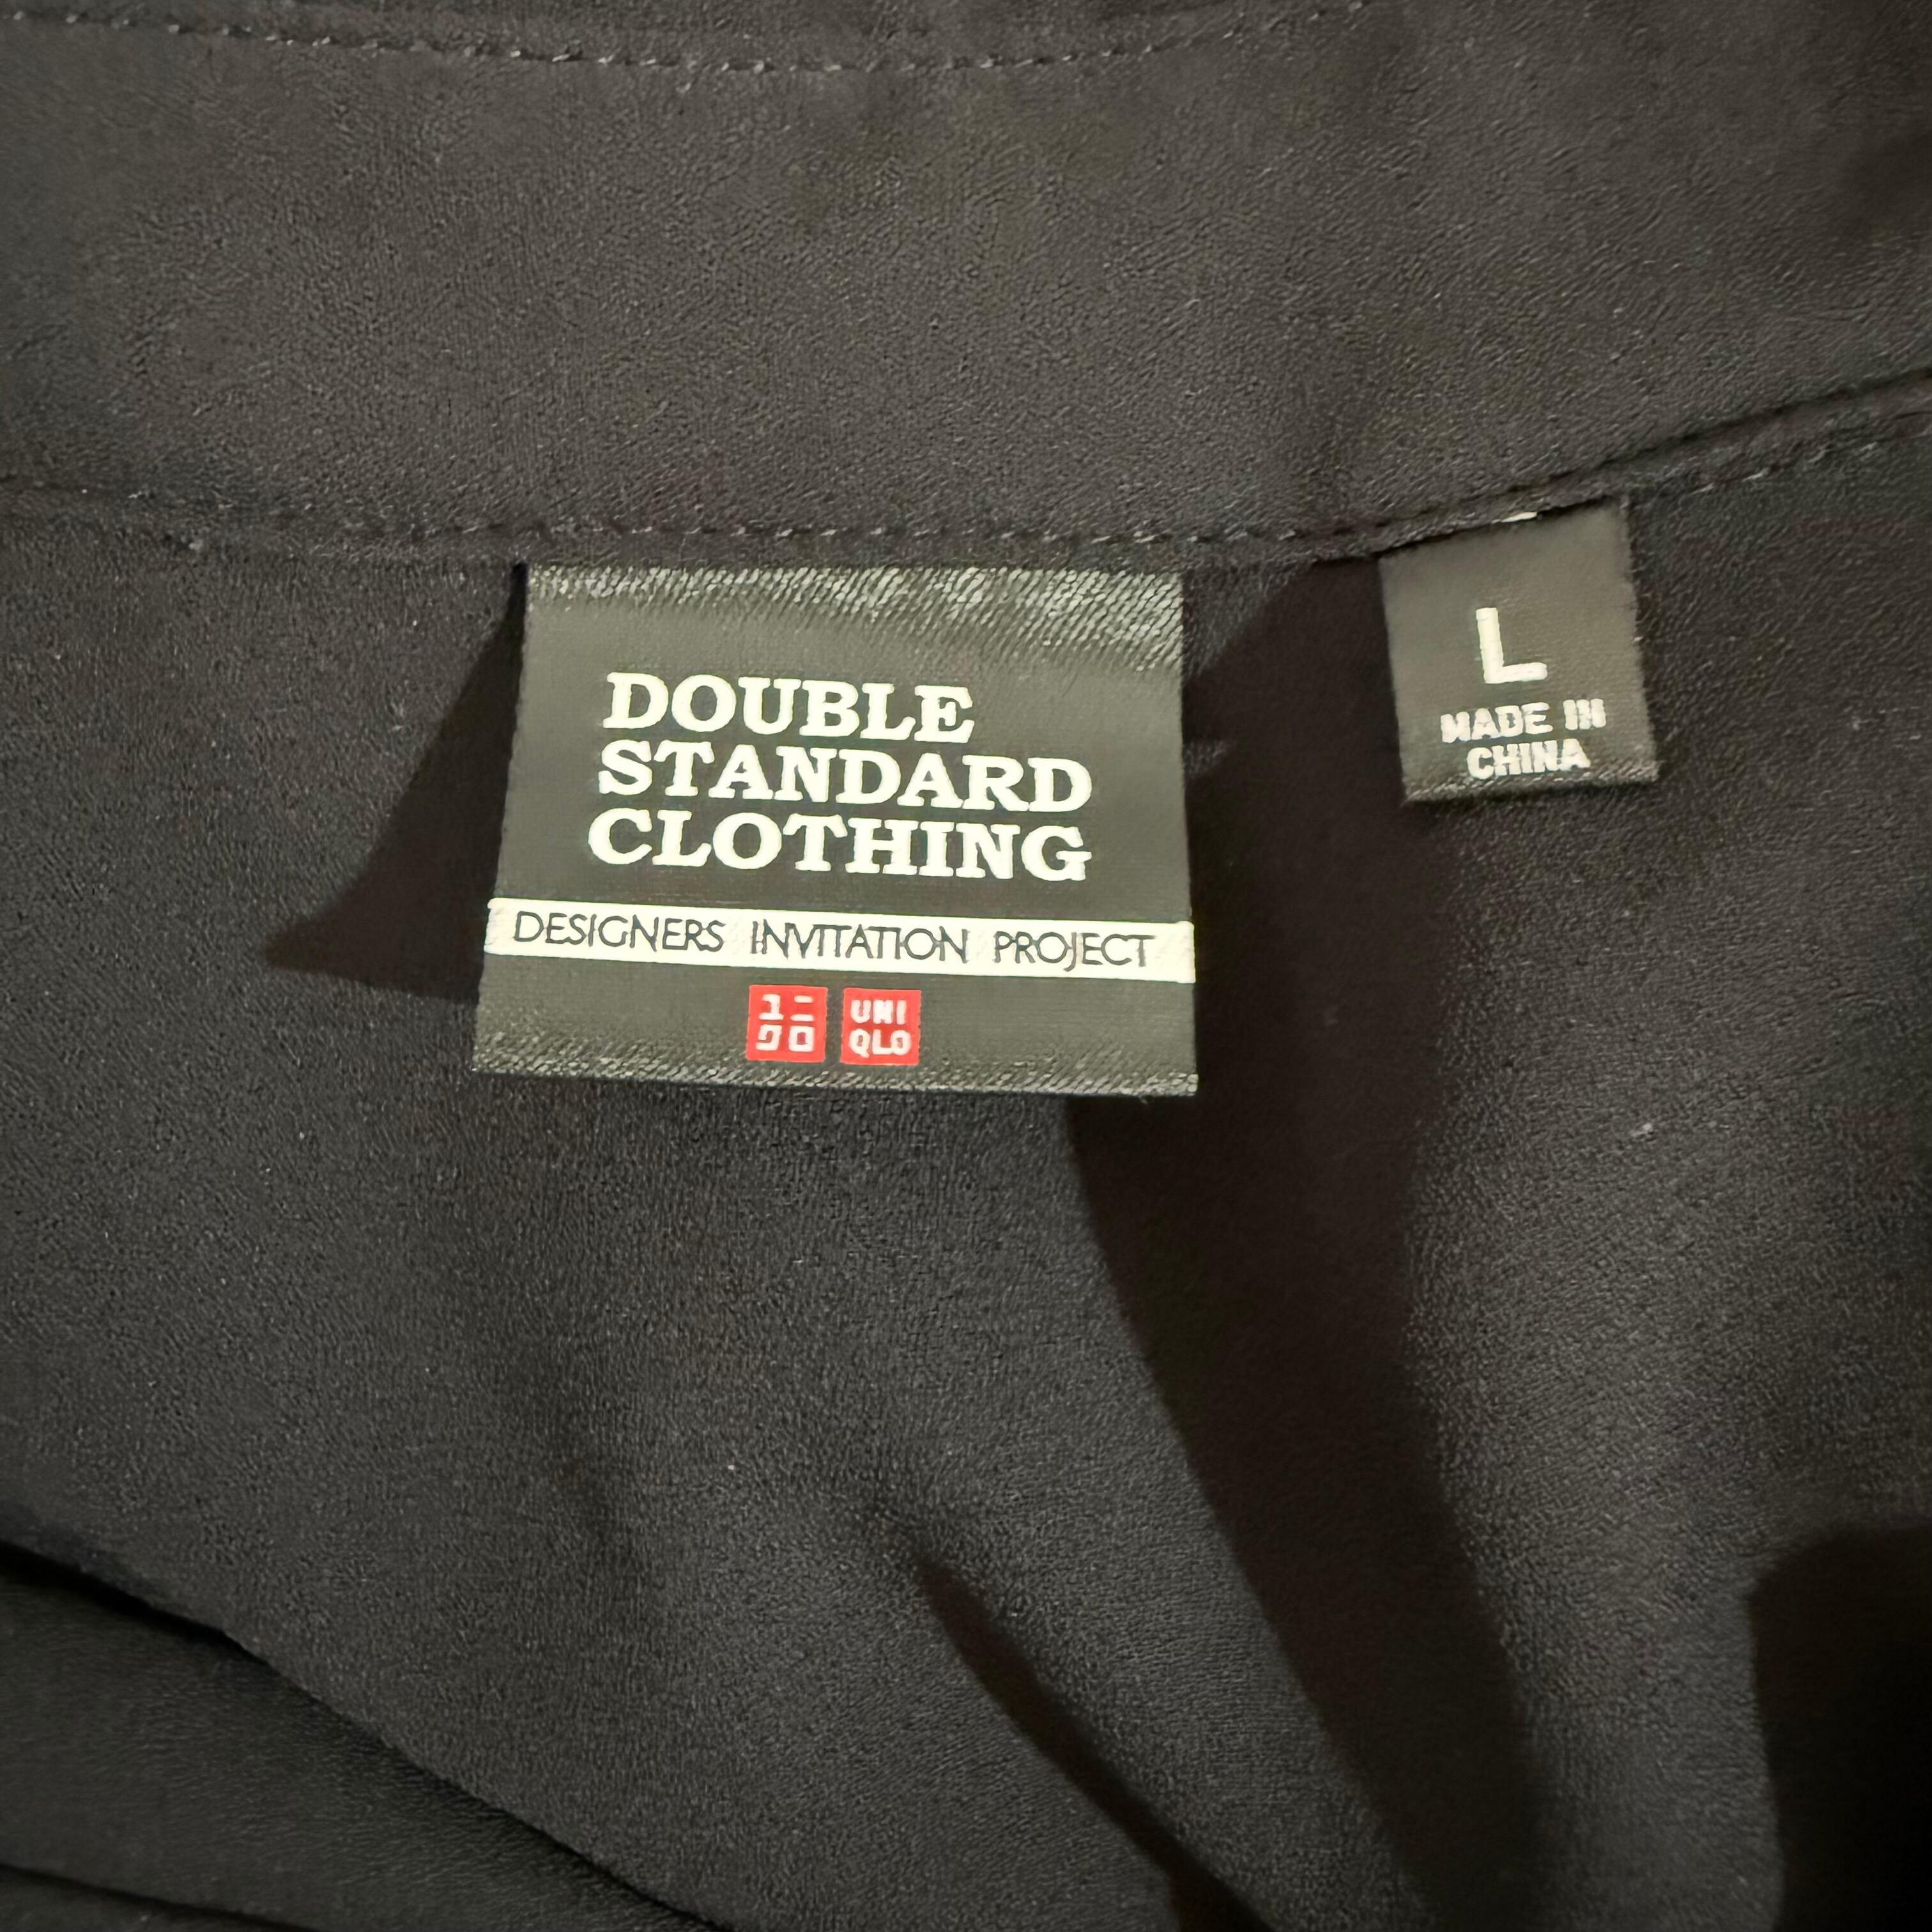 DOUBLE
STANDARD
CLOTHING
DESIGNERS INVITATION PROJECT
ユニ
クロ
UNI
QLO
L
MADE IN
CHINA